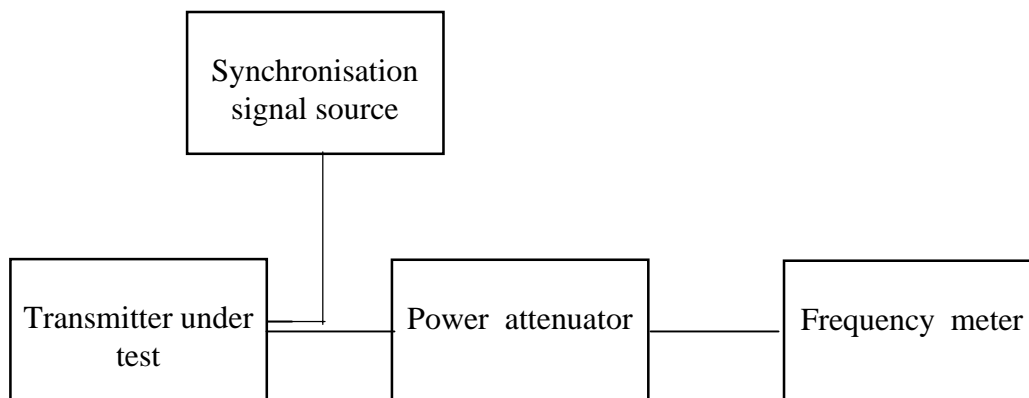 Synchronisation
signal source
Transmitter under
test
Power attenuator
Frequency meter